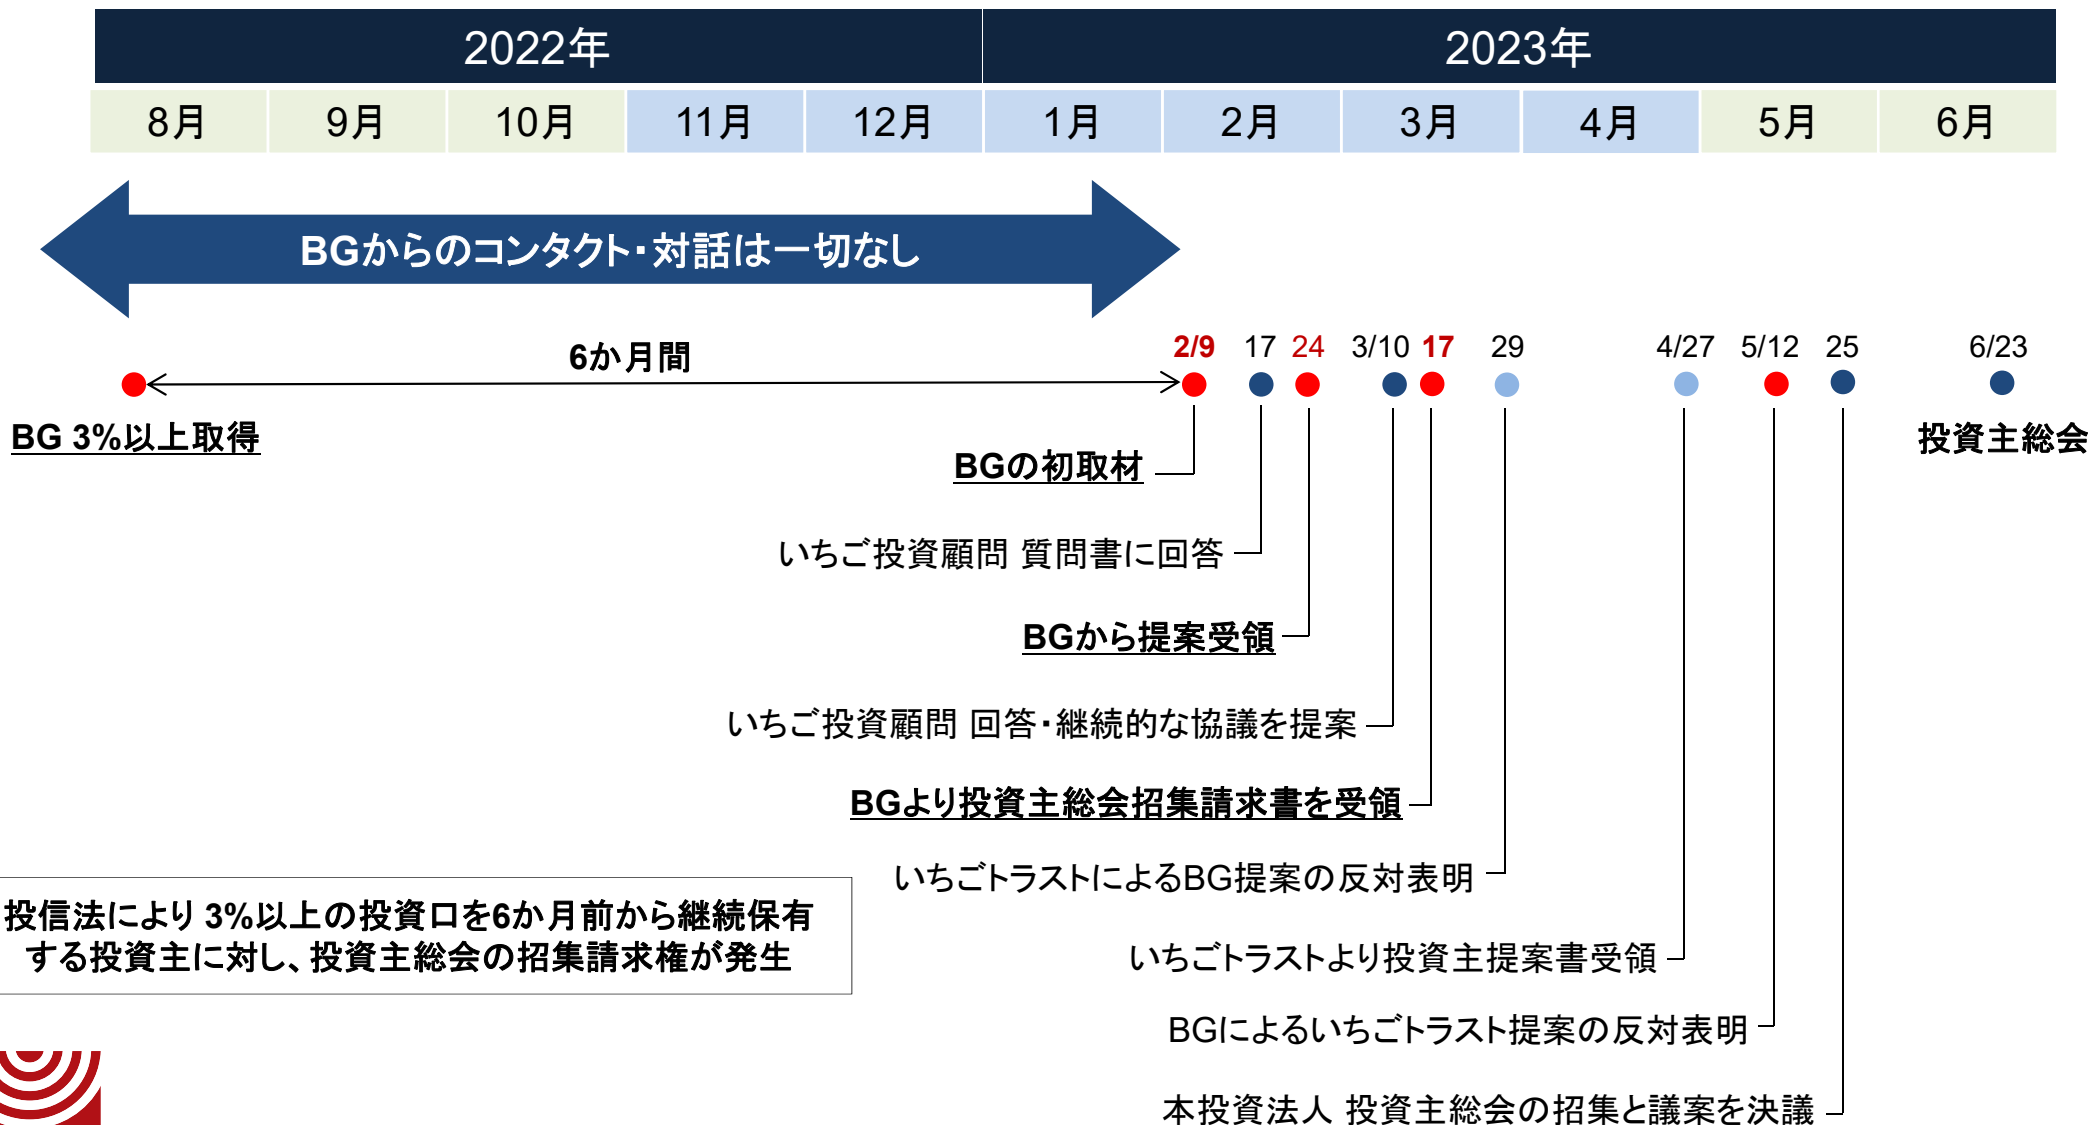 2022年
2023年
8月
9月
10月
11月
12月
1月
2月
3月
4月
5月
6月
BGからのコンタクト・対話は一切なし
6か月間
2/9
17
24
3/10
17
29
4/27
5/12
25
6/23
BG 3%以上取得
投資主総会
BGの初取材
いちご投資顧問 質問書に回答
BGから提案受領
いちご投資顧問 回答・継続的な協議を提案
BGより投資主総会招集請求書を受領
いちごトラストによるBG提案の反対表明
投信法により 3%以上の投資口を6か月前から継続保有
する投資主に対し、投資主総会の招集請求権が発生
いちごトラストより投資主提案書受領
BGによるいちごトラスト提案の反対表明
本投資法人 投資主総会の招集と議案を決議